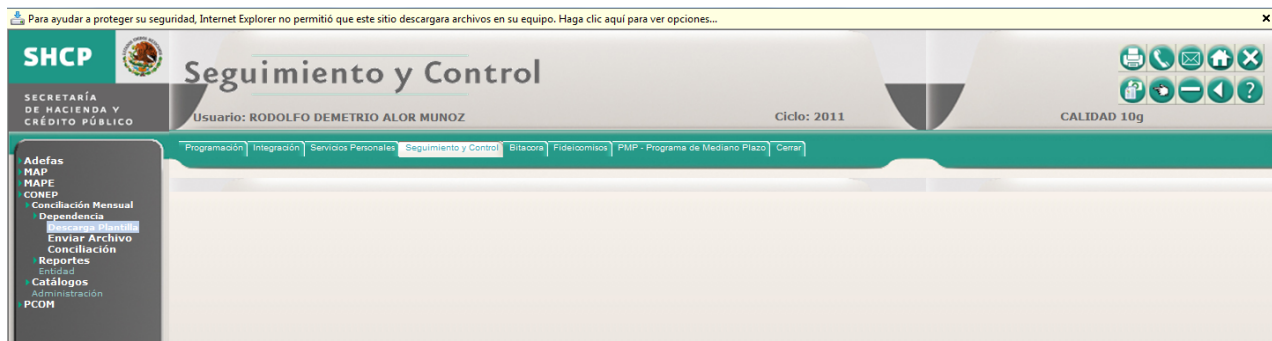 Para ayudar a proteger su seguridad, Internet Explorer no permitió que este sitio descargara archivos en su equipo. Haga clic aquí para ver opciones...
SHCP
SECRETARÍA
DE HACIENDA Y
CRÉDITO PÚBLICO
Seguimiento y Control
Usuario: RODOLFO DEMETRIO ALOR MUNOZ
Ciclo: 2011
CALIDAD 10g
Programación Integración Servicios Personales Seguimiento y Control Bitacora Fideicomisos PMP - Programa de Mediano Plazo Cerrar
Adefas
MAP
MAPE
CONEP
Conciliación Mensual
Dependencia
Descarga Plantilla
Enviar Archivo
Conciliación
Reportes
Entidad
Catálogos
Administración
PCOM